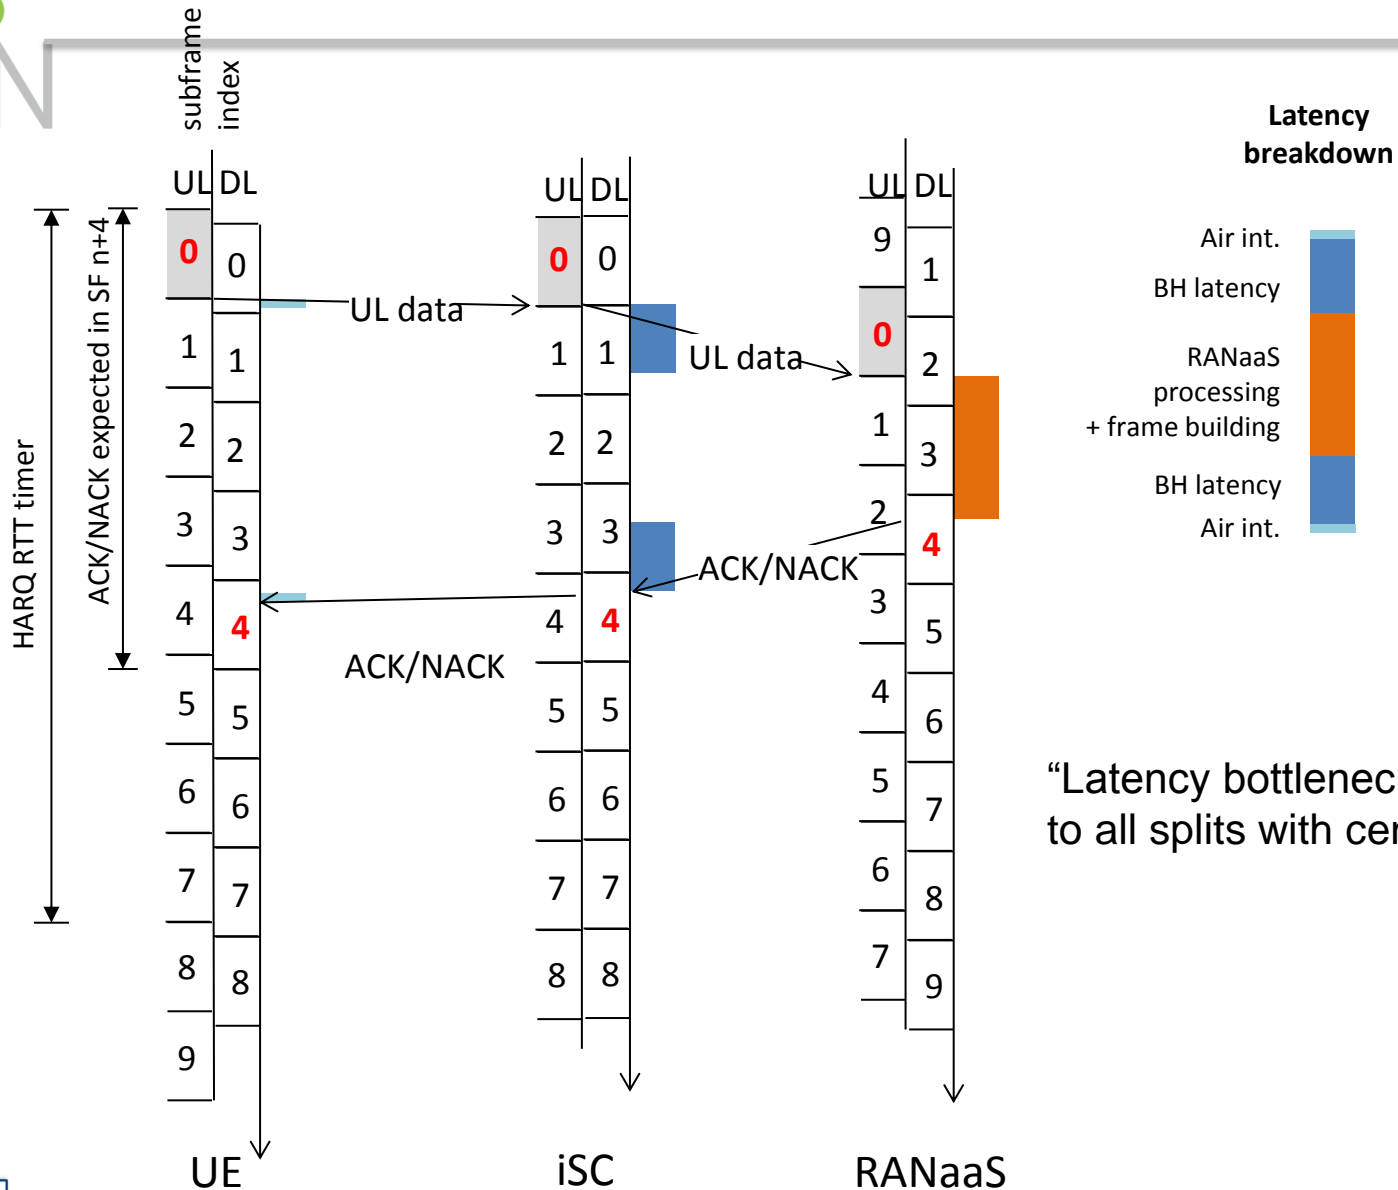 subframe
index
Latency
breakdown
UL DL
UL DL
UL DL
HARQ RTT timer
ACK/NACK expected in SF n+4
0 0
1 1
2 2
3 3
4 4
5 5
6 6
7 7
8 8
9
UE
UL data
ACK/NACK
0 0
1 1
2 2
3 3
4 4
5 5
6 6
7 7
8 8
iSC
UL data
ACK/NACK
9 1
0 2
1 3
2 4
3 5
4 6
5 7
6 8
7 9
RANaaS
Air int.
BH latency
RANaaS
processing
+ frame building
BH latency
Air int.
“Latency bottlenec
to all splits with cer